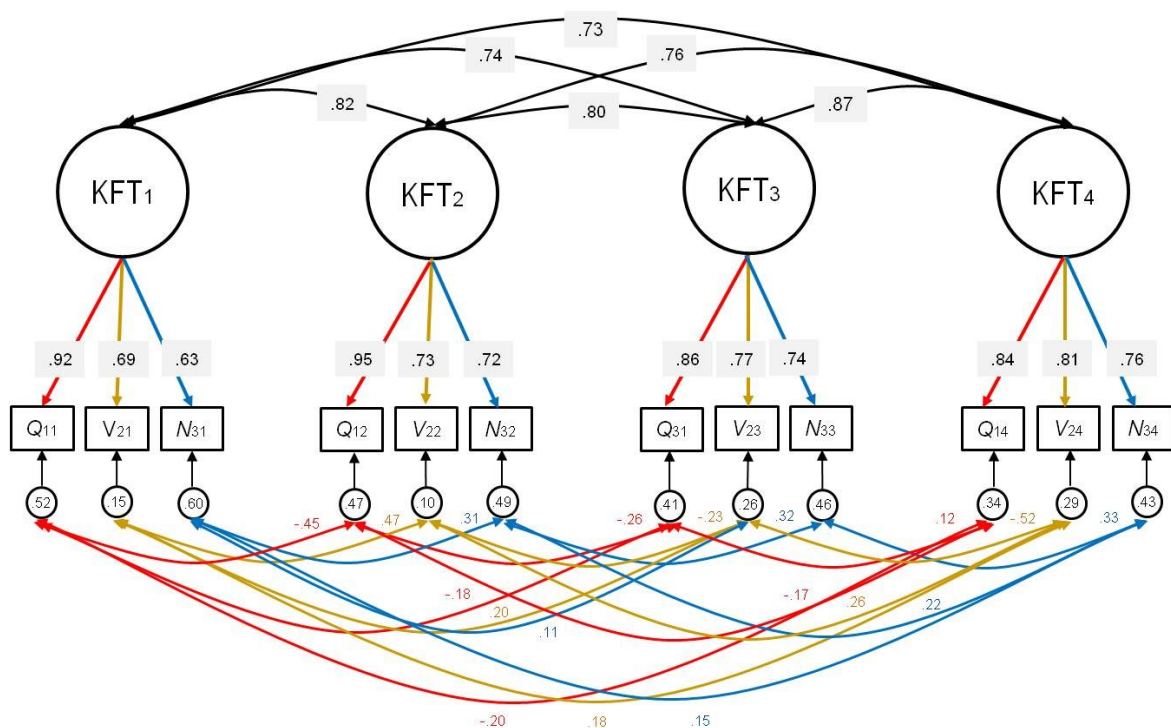 .73
.74 .76
.82 .80 .87
KFT1 KFT2 KFT3 KFT4
.92 .69 .63 .95 .73 .72 .86 .77 .74 .84 .81 .76
Q11 V21 N31 Q12 V22 N32 Q31 V23 N33 Q14 V24 N34
.52 .15 .60 .47 .10 .49 .41 .26 .46 .34 .29 .43
-.45 .47 .31 -.26 -.23 .32 .12 -.52 .33
-.18 .20 .11 -.17 .26 .22
-.20 .18 .15